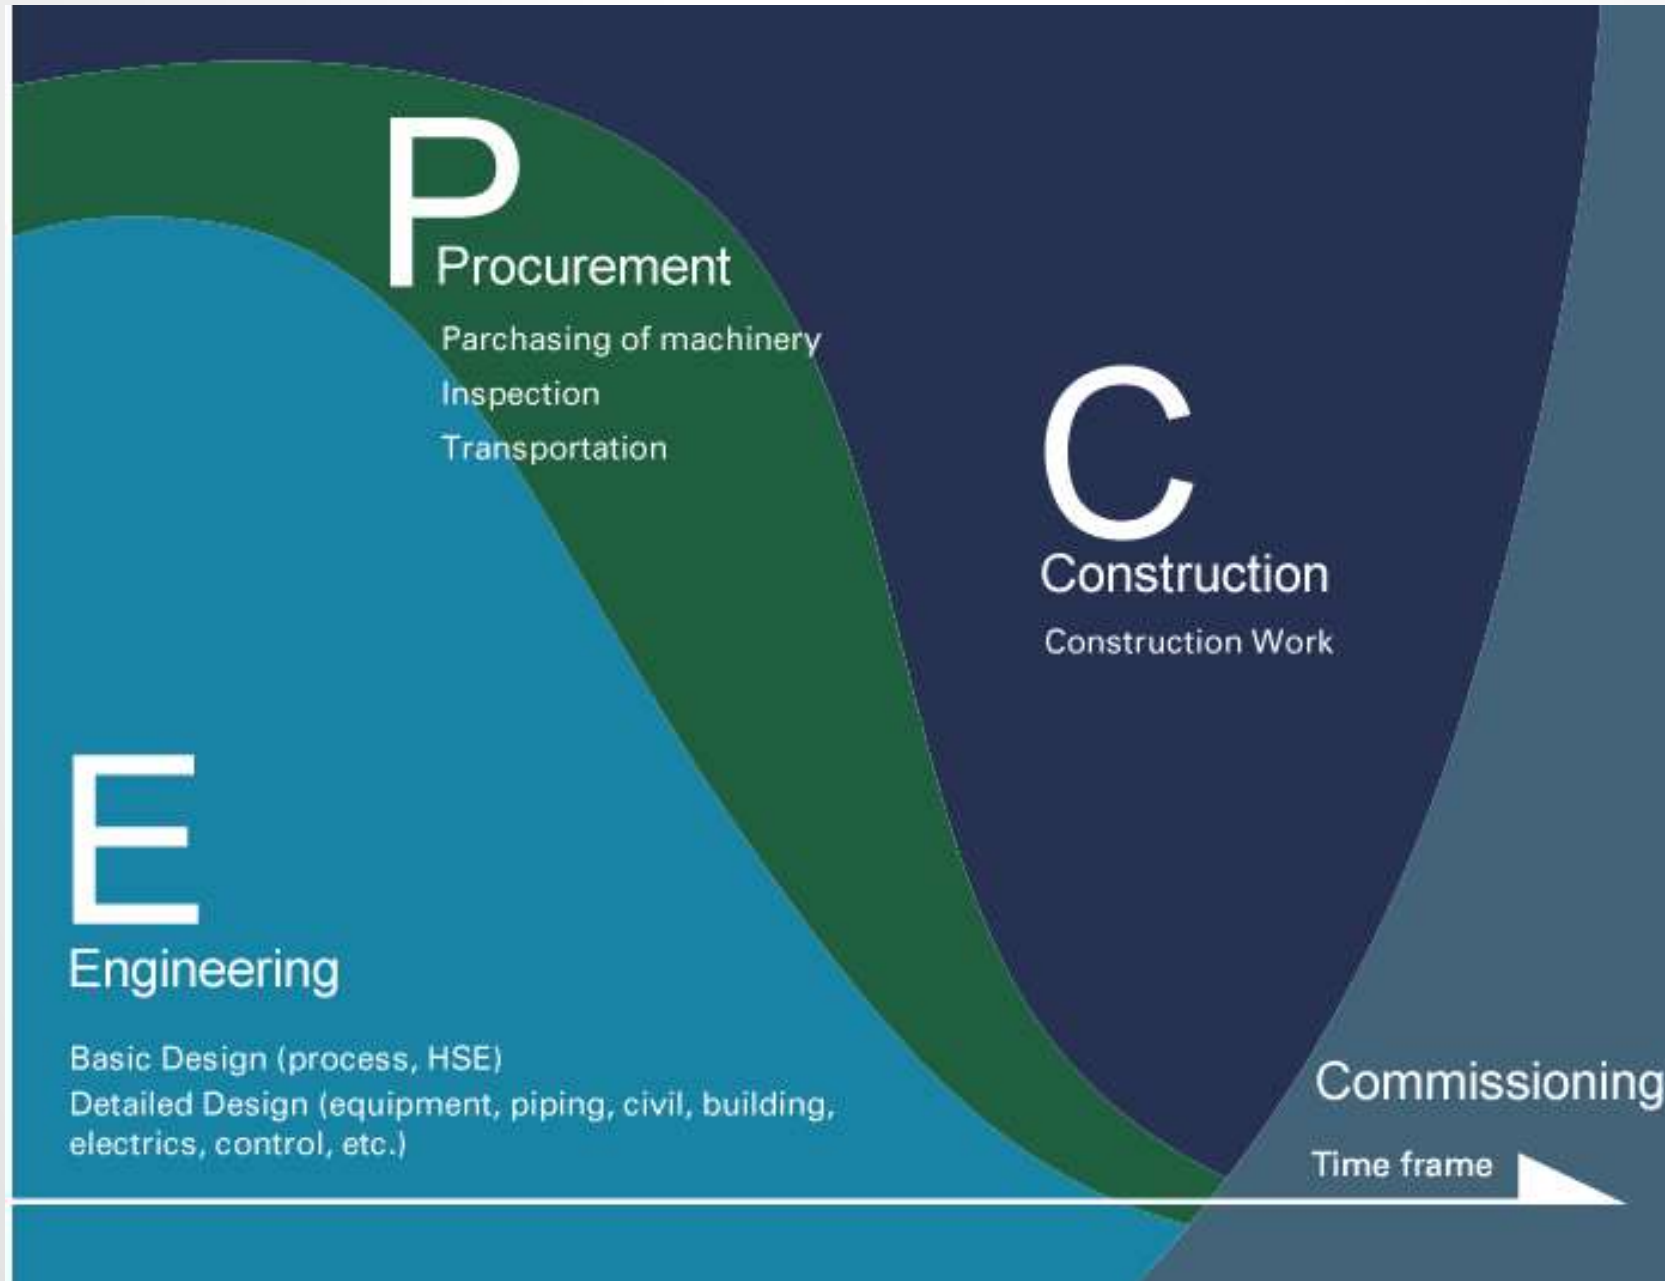 P
Procurement
Parchasing of machinery
Inspection
Transportation
C
Construction
Construction Work
E
Engineering
Basic Design (process, HSE)
Detailed Design (equipment, piping, civil, building,
electrics, control, etc.)
Commissioning
Time frame